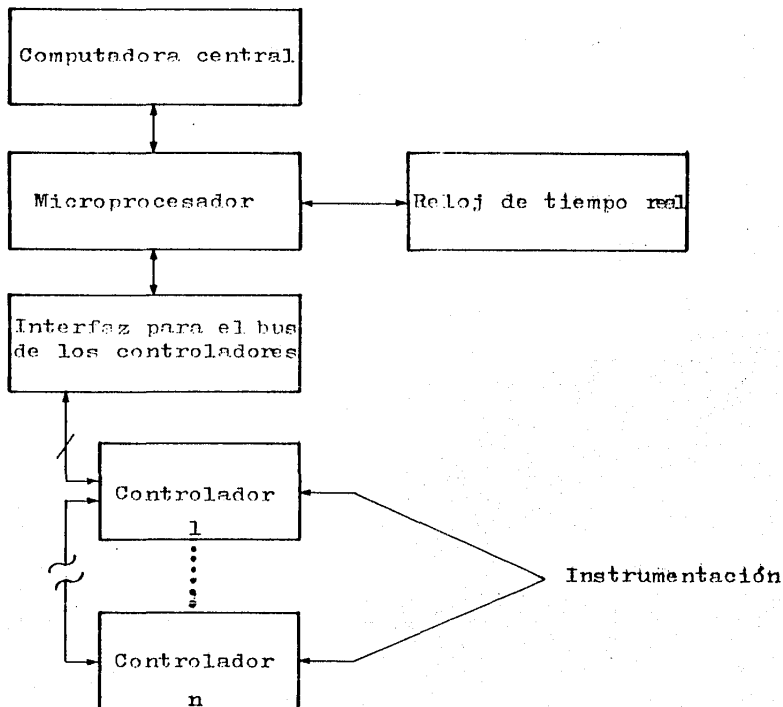 Computadora central
Microprocesador
Reloj de tiempo real
Interfaz para el bus
de los controladores
Controlador
1
Instrumentación
Controlador
n